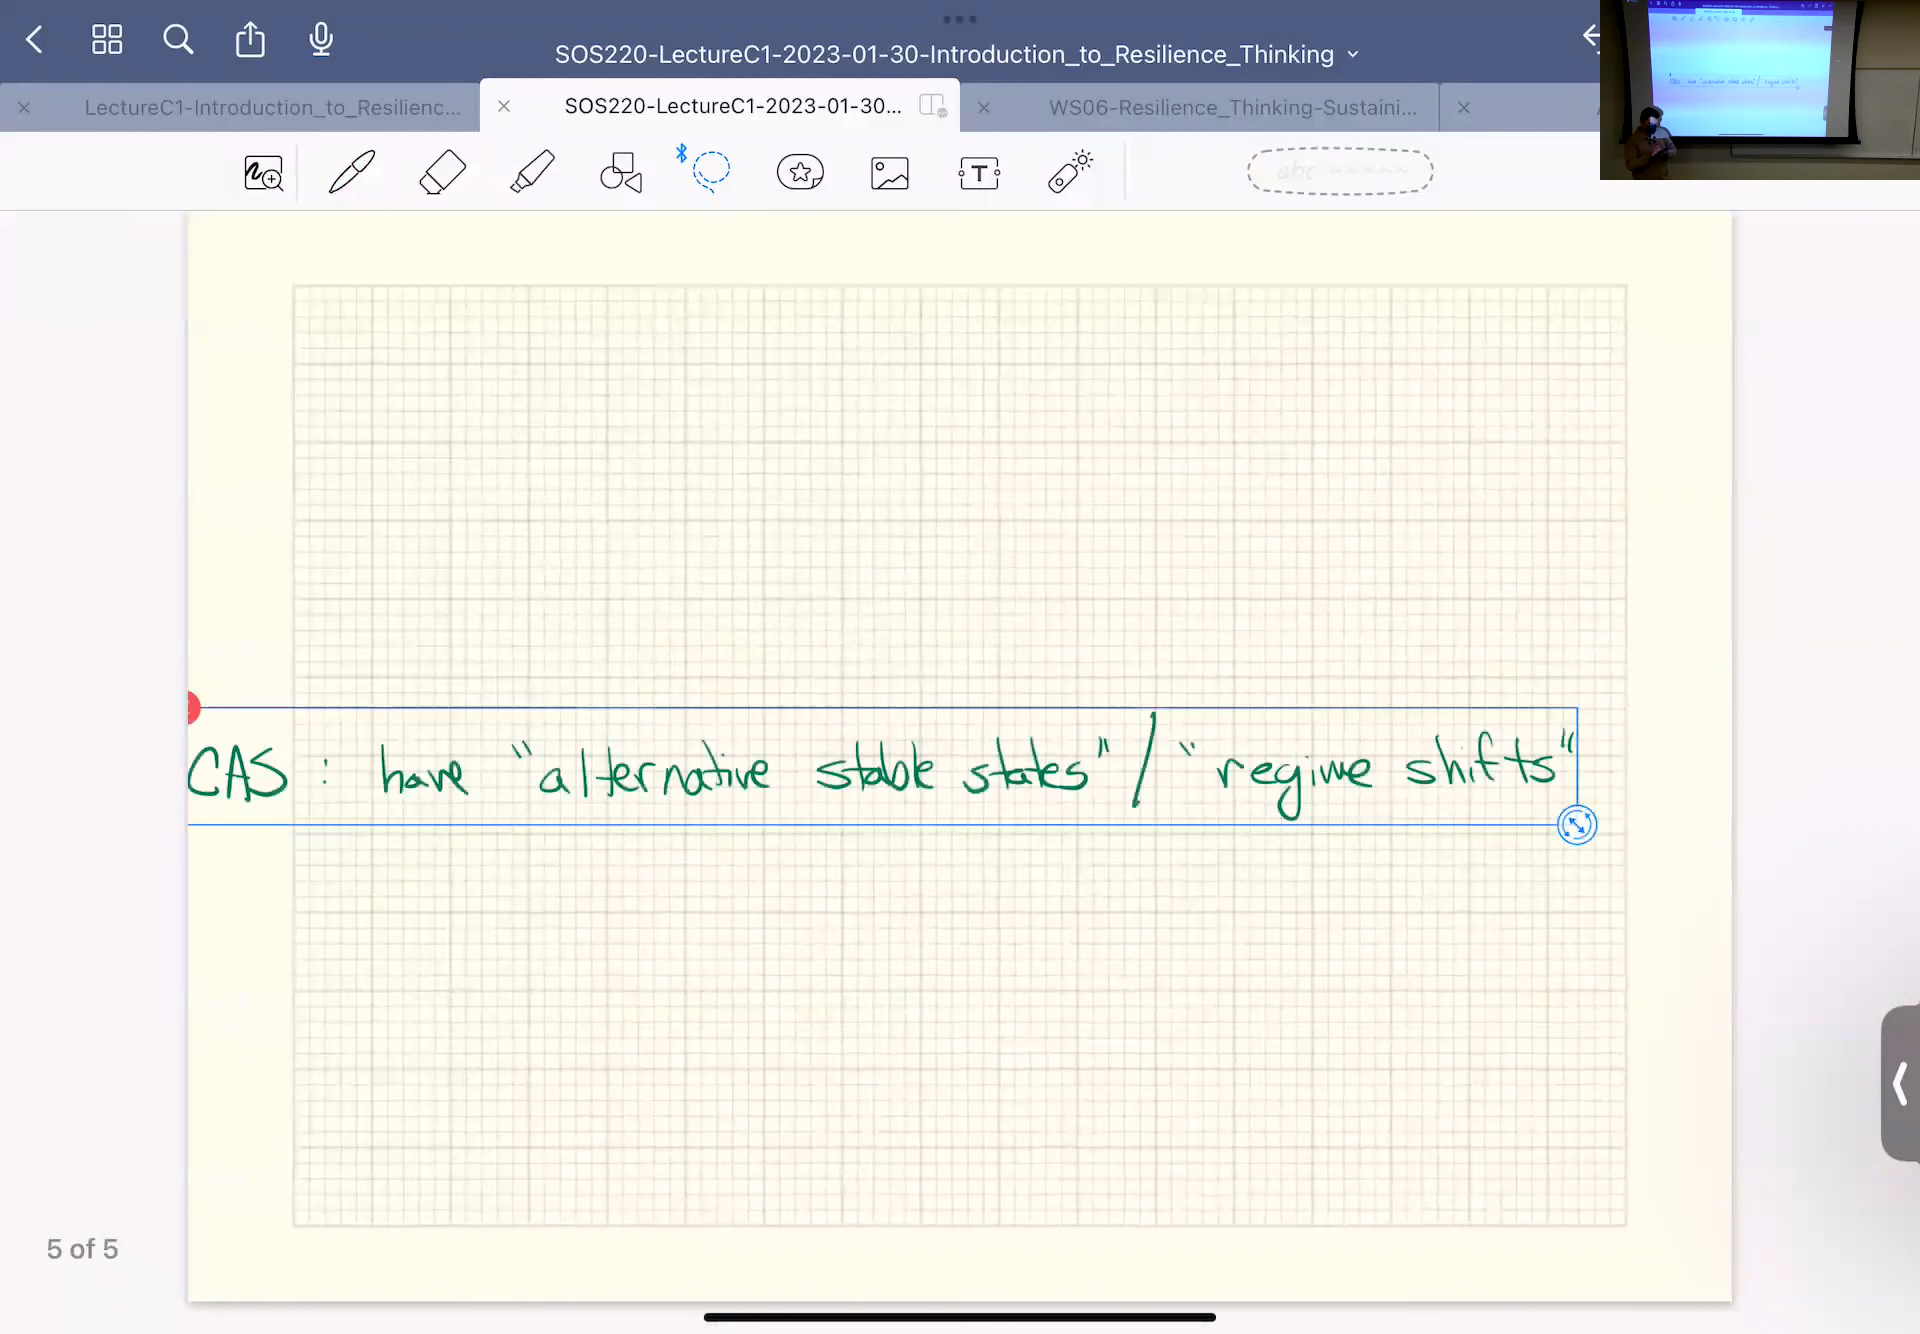 SOS220-LectureC1-2023-01-30-Introduction_to_Resilience_Thinking
LectureC1-Introduction_to_Resilienc...
SOS220-LectureC1-2023-01-30...
WS06-Resilience_Thinking-Sustaini...
T
abc
CAS : have "alternative stable states" / "regime shifts"
5 of 5